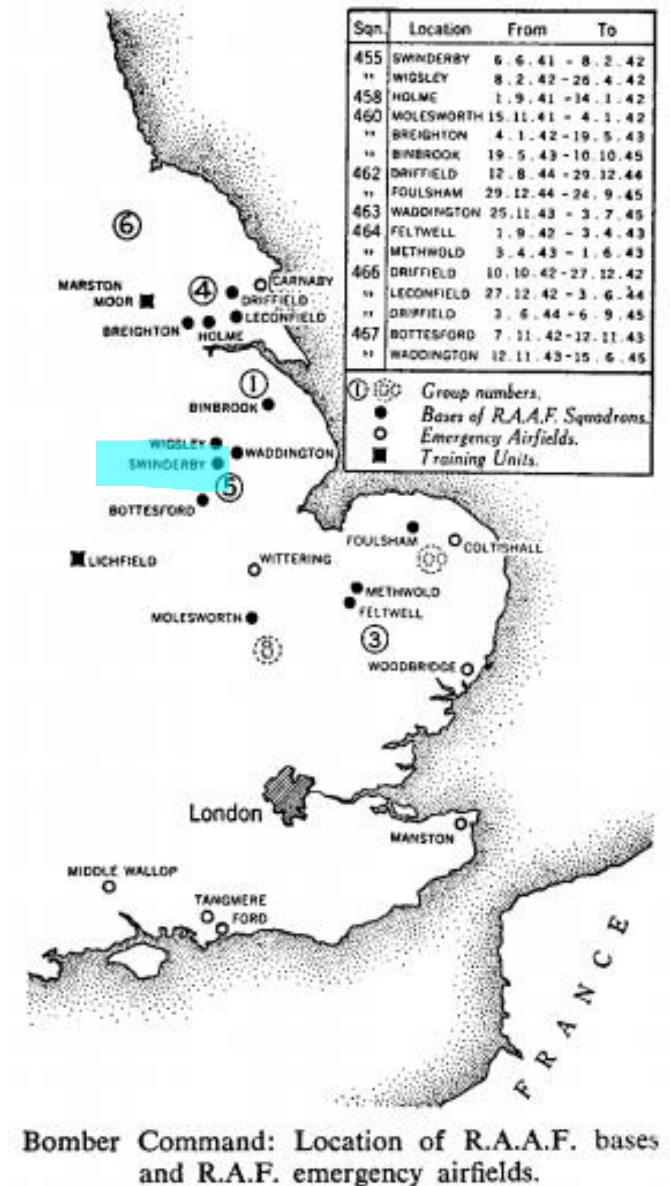 Sqn. Location From To
455 SWINDERBY 6.6.41 - 8.2.42
" WIGSLEY 8.2.42 - 26.4.42
458 HOLME 1.9.41 - 14.1.42
460 MOLESWORTH 15.11.41 - 4.1.42
" BREIGHTON 4.1.42 - 19.5.43
" BINBROOK 19.5.43 - 10.10.45
462 DRIFFIELD 12.8.44 - 29.12.44
" FOULSHAM 29.12.44 - 24.9.45
463 WADDINGTON 25.11.43 - 3.7.45
464 FELTWELL 1.9.42 - 3.4.43
" METHWOLD 3.4.43 - 1.6.43
466 DRIFFIELD 10.10.42 - 27.12.42
" LECONFIELD 27.12.42 - 3.6.44
" DRIFFIELD 3.6.44 - 6.9.45
467 BOTTESFORD 7.11.42 - 12.11.43
" WADDINGTON 12.11.43 - 15.6.45
1 100 Group numbers.
Bases of R.A.A.F. Squadrons.
Emergency Airfields.
Training Units.
6
MARSTON
MOOR
4
CARNABY
DRIFFIELD
LECONFIELD
BREIGHTON
HOLME
1
BINBROOK
WIGSLEY
WADDINGTON
SWINDERBY
5
BOTTESFORD
FOULSHAM
COLTISHALL
100
LICHFIELD
WITTERING
METHWOLD
FELTWELL
MOLESWORTH
3
8
WOODBRIDGE
London
MANSTON
MIDDLE WALLOP
TANGMERE
FORD
FRANCE
Bomber Command: Location of R.A.A.F. bases
and R.A.F. emergency airfields.